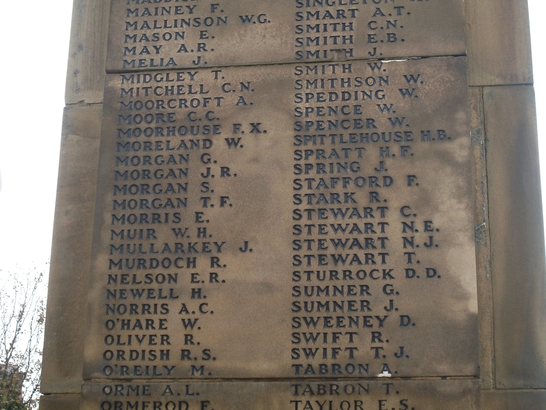 MAINEY F.
MALLINSON W.G.
MASON E.
MAY A.R.
MELIA J.
MIDGLEY T.
MITCHELL C.N.
MOORCROFT A.
MOORE C.C.
MOORHOUSE F.X.
MORELAND W.
MORGAN G.
MORGAN J.R.
MORGAN S.
MORGAN T.F.
MORRIS E.
MUIR W.H.
MULLARKEY J.
MURDOCH R.
NELSON E.R.
NEWELL H.
NORRIS A.C.
O'HARE W.
OLIVER R.
ORDISH R.S.
O'REILY M.
ORME A.L.
ORMEROD F.
SINGLETON
SMART A.T.
SMITH C.N.
SMITH E.B.
SMITH J.
SMITH W.
SMITHSON W.
SPEDDING W.
SPENCE W.
SPENCER W.
SPITTLEHOUSE H.B.
SPRATT H.F.
SPRING J.
STAFFORD F.
STARK R.
STEWART C.
STEWART N.E.
STEWART N.J.
STEWART T.
STURROCK D.D.
SUMNER G.
SUMNER J.
SWEENEY D.
SWIFT R.
SWIFT T.J.
TABRON A.
TABRON T.
TAYLOR E.S.